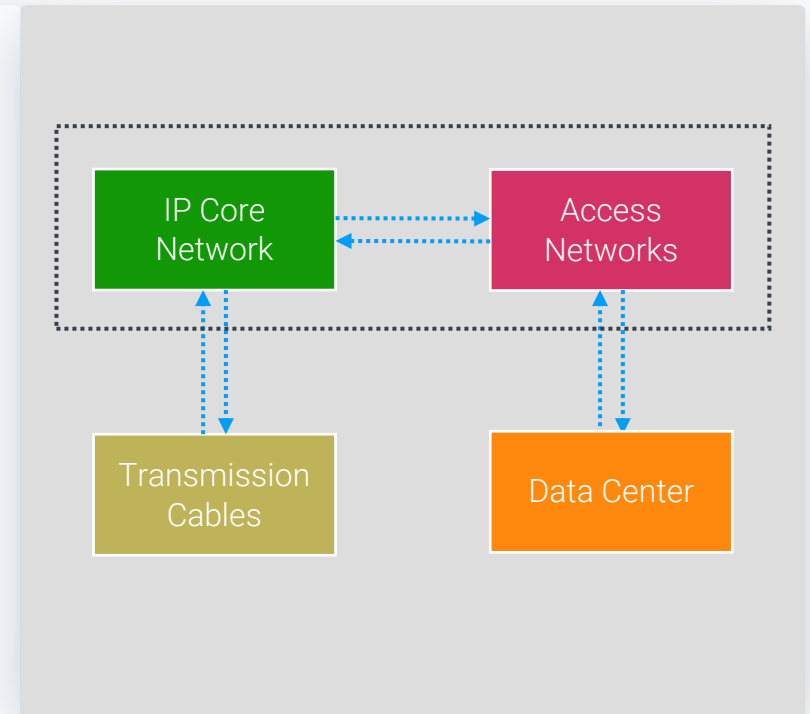 IP Core
Network
Access
Networks
Transmission
Cables
Data Center